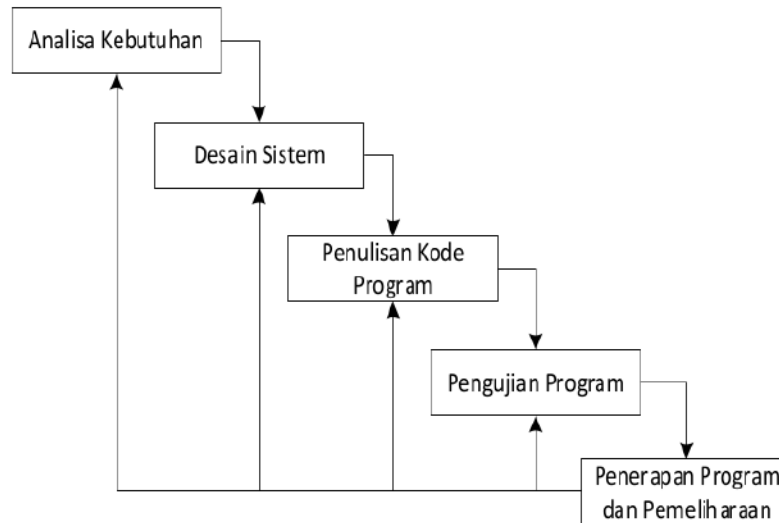 Analisa Kebutuhan
Desain Sistem
Penulisan Kode
Program
Pengujian Program
Penerapan Program
dan Pemeliharaan